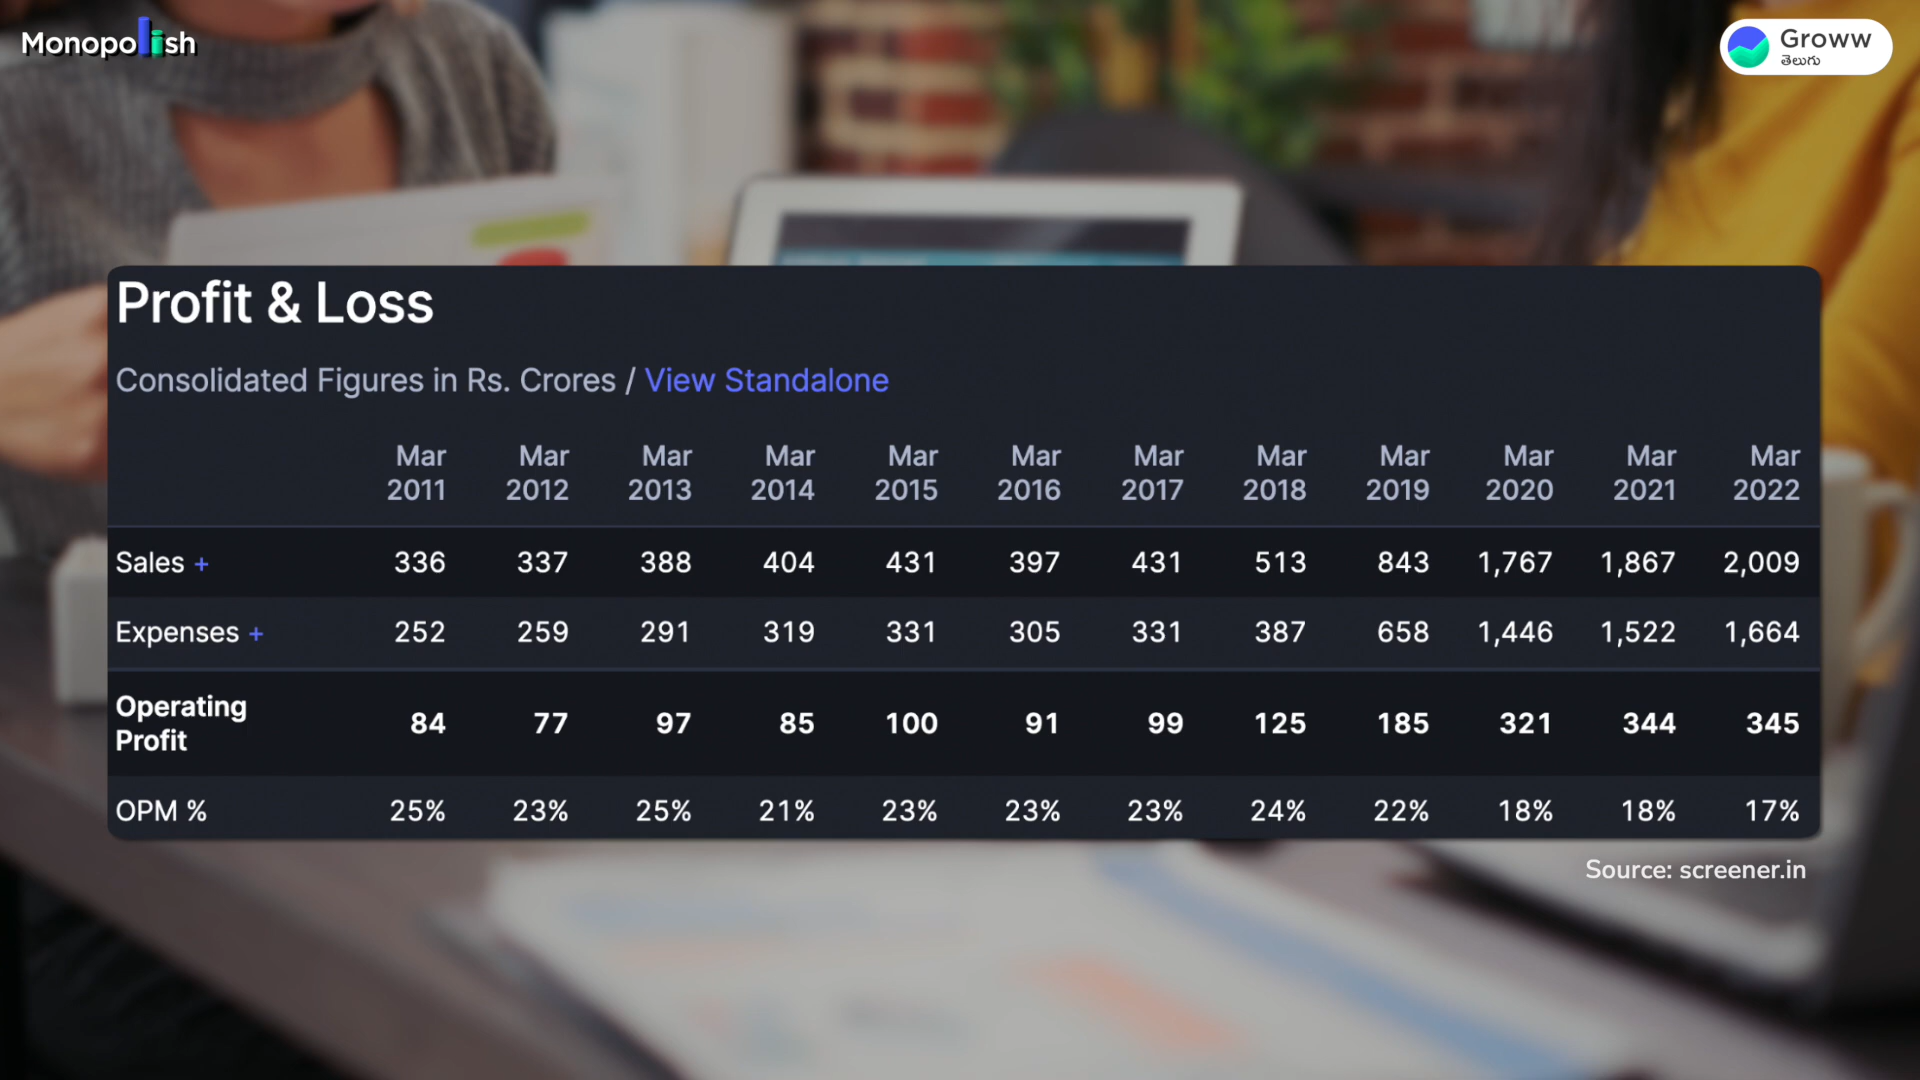 Monopolish
Groww
తెలుగు
Profit & Loss
Consolidated Figures in Rs. Crores / View Standalone
Mar 2011 Mar 2012 Mar 2013 Mar 2014 Mar 2015 Mar 2016 Mar 2017 Mar 2018 Mar 2019 Mar 2020 Mar 2021 Mar 2022
Sales + 336 337 388 404 431 397 431 513 843 1,767 1,867 2,009
Expenses + 252 259 291 319 331 305 331 387 658 1,446 1,522 1,664
Operating Profit 84 77 97 85 100 91 99 125 185 321 344 345
OPM % 25% 23% 25% 21% 23% 23% 23% 24% 22% 18% 18% 17%
Source: screener.in